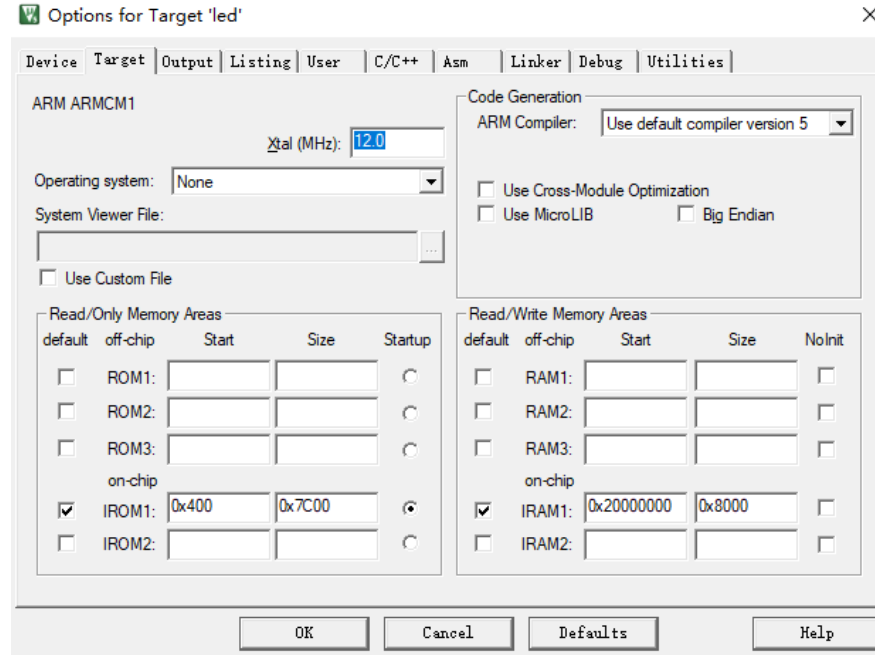 Options for Target 'led'
Device Target Output Listing User C/C++ Asm Linker Debug Utilities
ARM ARMCM1
Xtal (MHz): 12.0
Operating system: None
System Viewer File:
...
Use Custom File
Code Generation
ARM Compiler: Use default compiler version 5
Use Cross-Module Optimization
Use MicroLIB Big Endian
Read/Only Memory Areas
default off-chip Start Size Startup
ROM1:
ROM2:
ROM3:
on-chip
IROM1: 0x400 0x7C00
IROM2:
Read/Write Memory Areas
default off-chip Start Size NoInit
RAM1:
RAM2:
RAM3:
on-chip
IRAM1: 0x20000000 0x8000
IRAM2:
OK Cancel Defaults Help